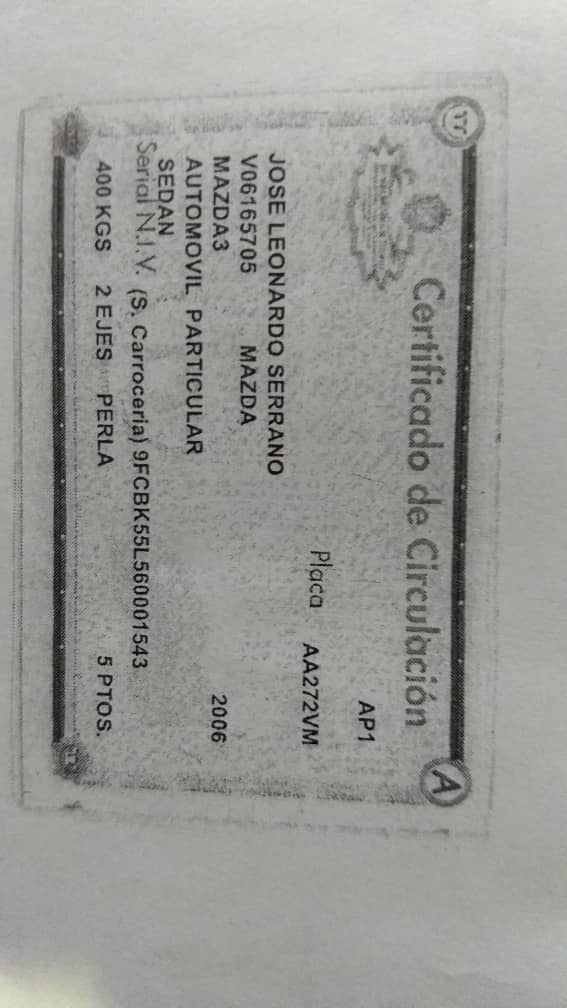 Certificado de Circulación
A
AP1
Placa AA272VM
JOSE LEONARDO SERRANO
V06165705 MAZDA
MAZDA3 2006
AUTOMOVIL PARTICULAR
SEDAN
Serial N.I.V. (S. Carroceria) 9FCBK55L560001543
400 KGS 2 EJES PERLA 5 PTOS.